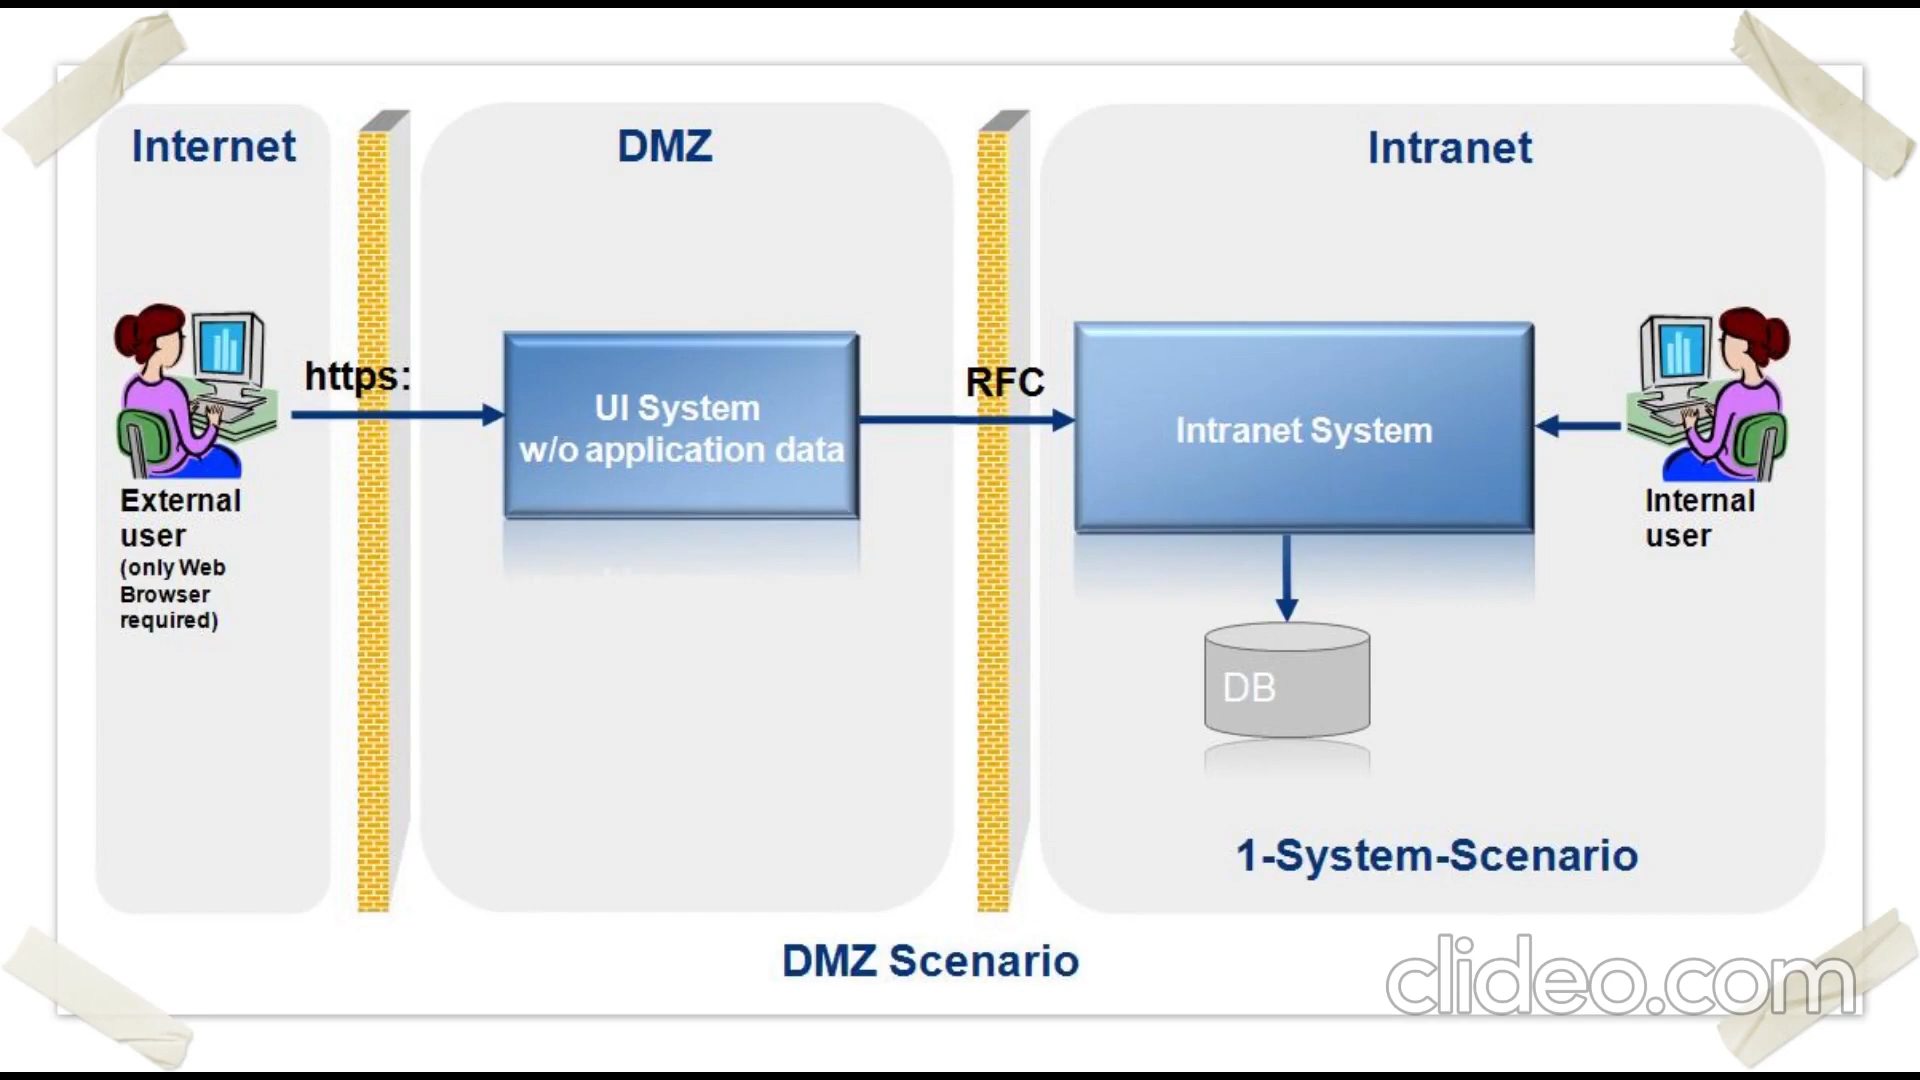 Internet
DMZ
Intranet
https:
RFC
UI System
w/o application data
Intranet System
External
user
(only Web
Browser
required)
Internal
user
DB
1-System-Scenario
DMZ Scenario
clideo.com